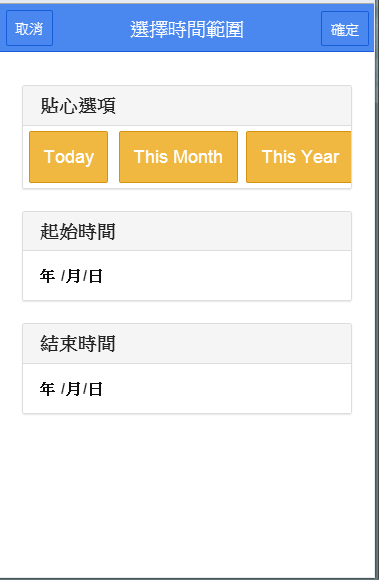 取消 選擇時間範圍 確定
貼心選項
Today This Month This Year
起始時間
年 /月/日
結束時間
年 /月/日